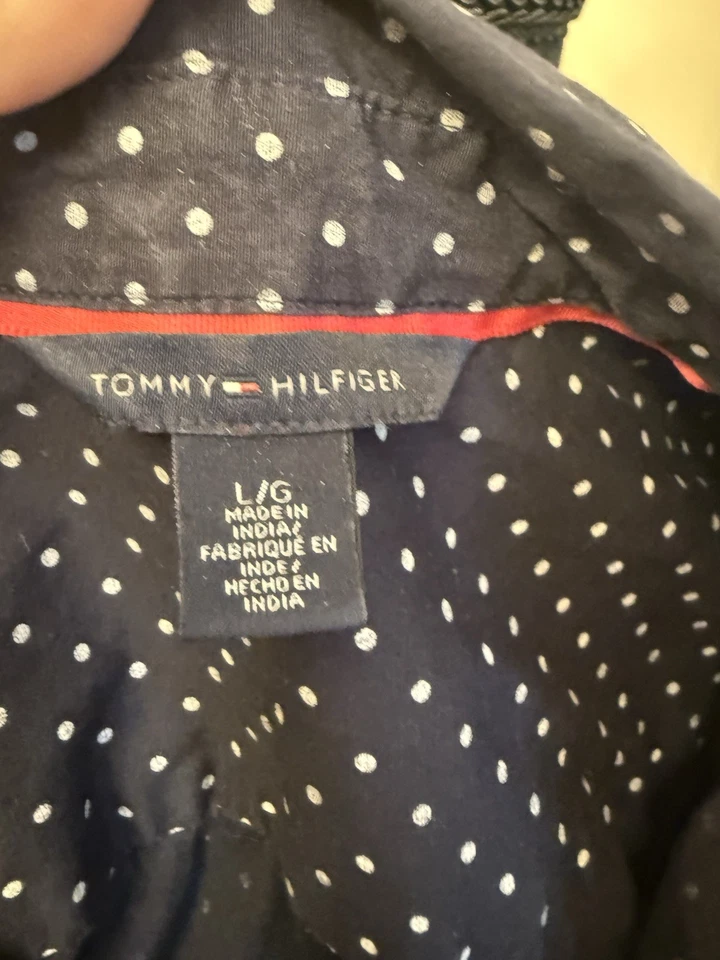 TOMMY HILFIGER
L/G
MADE IN
INDIA/
FABRIQUÉ EN
INDE/
HECHO EN
INDIA